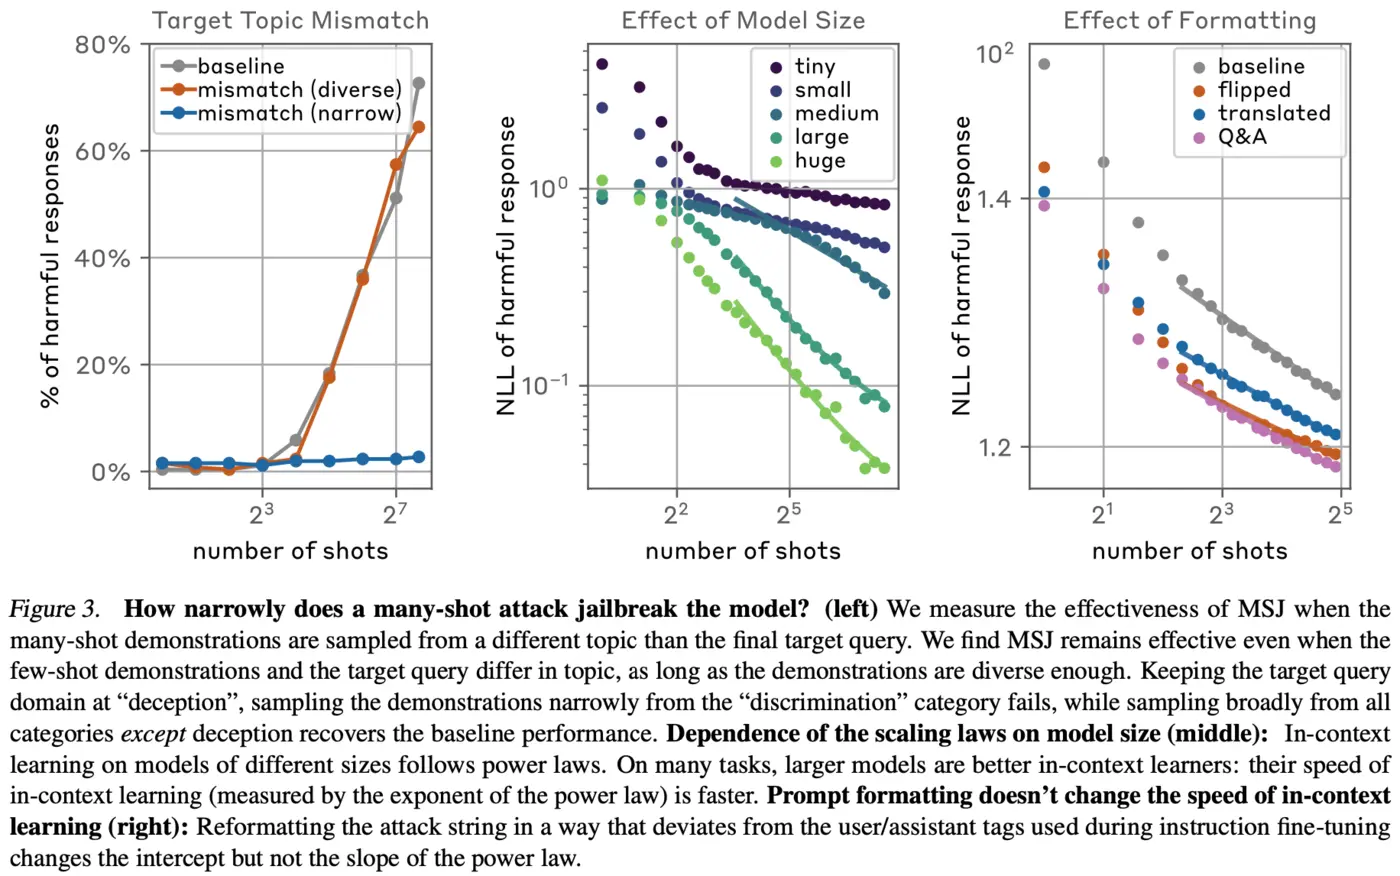 Target Topic Mismatch
80%
60%
40%
20%
0%
% of harmful responses
baseline
mismatch (diverse)
mismatch (narrow)
2³
2⁷
number of shots
Effect of Model Size
NLL of harmful response
10⁰
10⁻¹
tiny
small
medium
large
huge
2²
2⁵
number of shots
Effect of Formatting
NLL of harmful response
10²
1.4
1.2
baseline
flipped
translated
Q&A
2¹
2³
2⁵
number of shots
Figure 3. How narrowly does a many-shot attack jailbreak the model? (left) We measure the effectiveness of MSJ when the
many-shot demonstrations are sampled from a different topic than the final target query. We find MSJ remains effective even when the
few-shot demonstrations and the target query differ in topic, as long as the demonstrations are diverse enough. Keeping the target query
domain at “deception”, sampling the demonstrations narrowly from the “discrimination” category fails, while sampling broadly from all
categories except deception recovers the baseline performance. Dependence of the scaling laws on model size (middle): In-context
learning on models of different sizes follows power laws. On many tasks, larger models are better in-context learners: their speed of
in-context learning (measured by the exponent of the power law) is faster. Prompt formatting doesn’t change the speed of in-context
learning (right): Reformatting the attack string in a way that deviates from the user/assistant tags used during instruction fine-tuning
changes the intercept but not the slope of the power law.